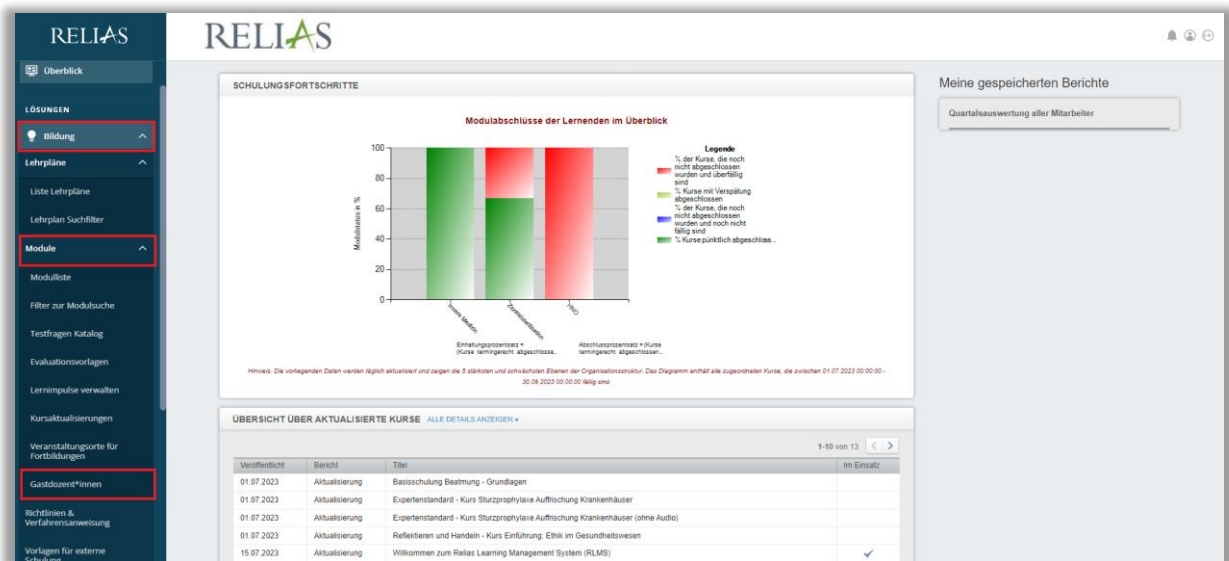 RELIAS
Überblick
LÖSUNGEN
Bildung
Lehrpläne
Liste Lehrpläne
Lehrplan Suchfilter
Module
Modulliste
Filter zur Modulsuche
Testfragen Katalog
Evaluationsvorlagen
Lernimpulse verwalten
Kursaktualisierungen
Veranstaltungsorte für
Fortbildungen
Gastdozent*innen
Richtlinien &
Verfahrensanweisung
Vorlagen für externe
Schulung
RELIAS
SCHULUNGSFORTSCHRITTE
Modulabschlüsse der Lernenden im Überblick
Modulstatus in %
100
80
60
40
20
0
Innere Medizin
Zentralsterilisation
HNO
Einhaltungsprozentsatz =
(Kurse termingerecht abgeschlosse..
Abschlussprozentsatz = (Kurse
termingerecht abgeschlossen..
Legende
% der Kurse, die noch
nicht abgeschlossen
wurden und überfällig
sind
% Kurse mit Verspätung
abgeschlossen
% der Kurse, die noch
nicht abgeschlossen
wurden und noch nicht
fällig sind
% Kurse pünktlich abgeschloss..
Hinweis. Die vorliegenden Daten werden täglich aktualisiert und zeigen die 5 stärksten und schwächsten Ebenen der Organisationsstruktur. Das Diagramm enthält alle zugeordneten Kurse, die zwischen 01.07.2023 00:00:00 -
30.09.2023 00:00:00 fällig sind.
ÜBERSICHT ÜBER AKTUALISIERTE KURSE ALLE DETAILS ANZEIGEN »
1-10 von 13
Veröffentlicht Bericht Titel Im Einsatz
01.07.2023 Aktualisierung Basisschulung Beatmung - Grundlagen
01.07.2023 Aktualisierung Expertenstandard - Kurs Sturzprophylaxe Auffrischung Krankenhäuser
01.07.2023 Aktualisierung Expertenstandard - Kurs Sturzprophylaxe Auffrischung Krankenhäuser (ohne Audio)
01.07.2023 Aktualisierung Reflektieren und Handeln - Kurs Einführung: Ethik im Gesundheitswesen
15.07.2023 Aktualisierung Willkommen zum Relias Learning Management System (RLMS)
Meine gespeicherten Berichte
Quartalsauswertung aller Mitarbeiter